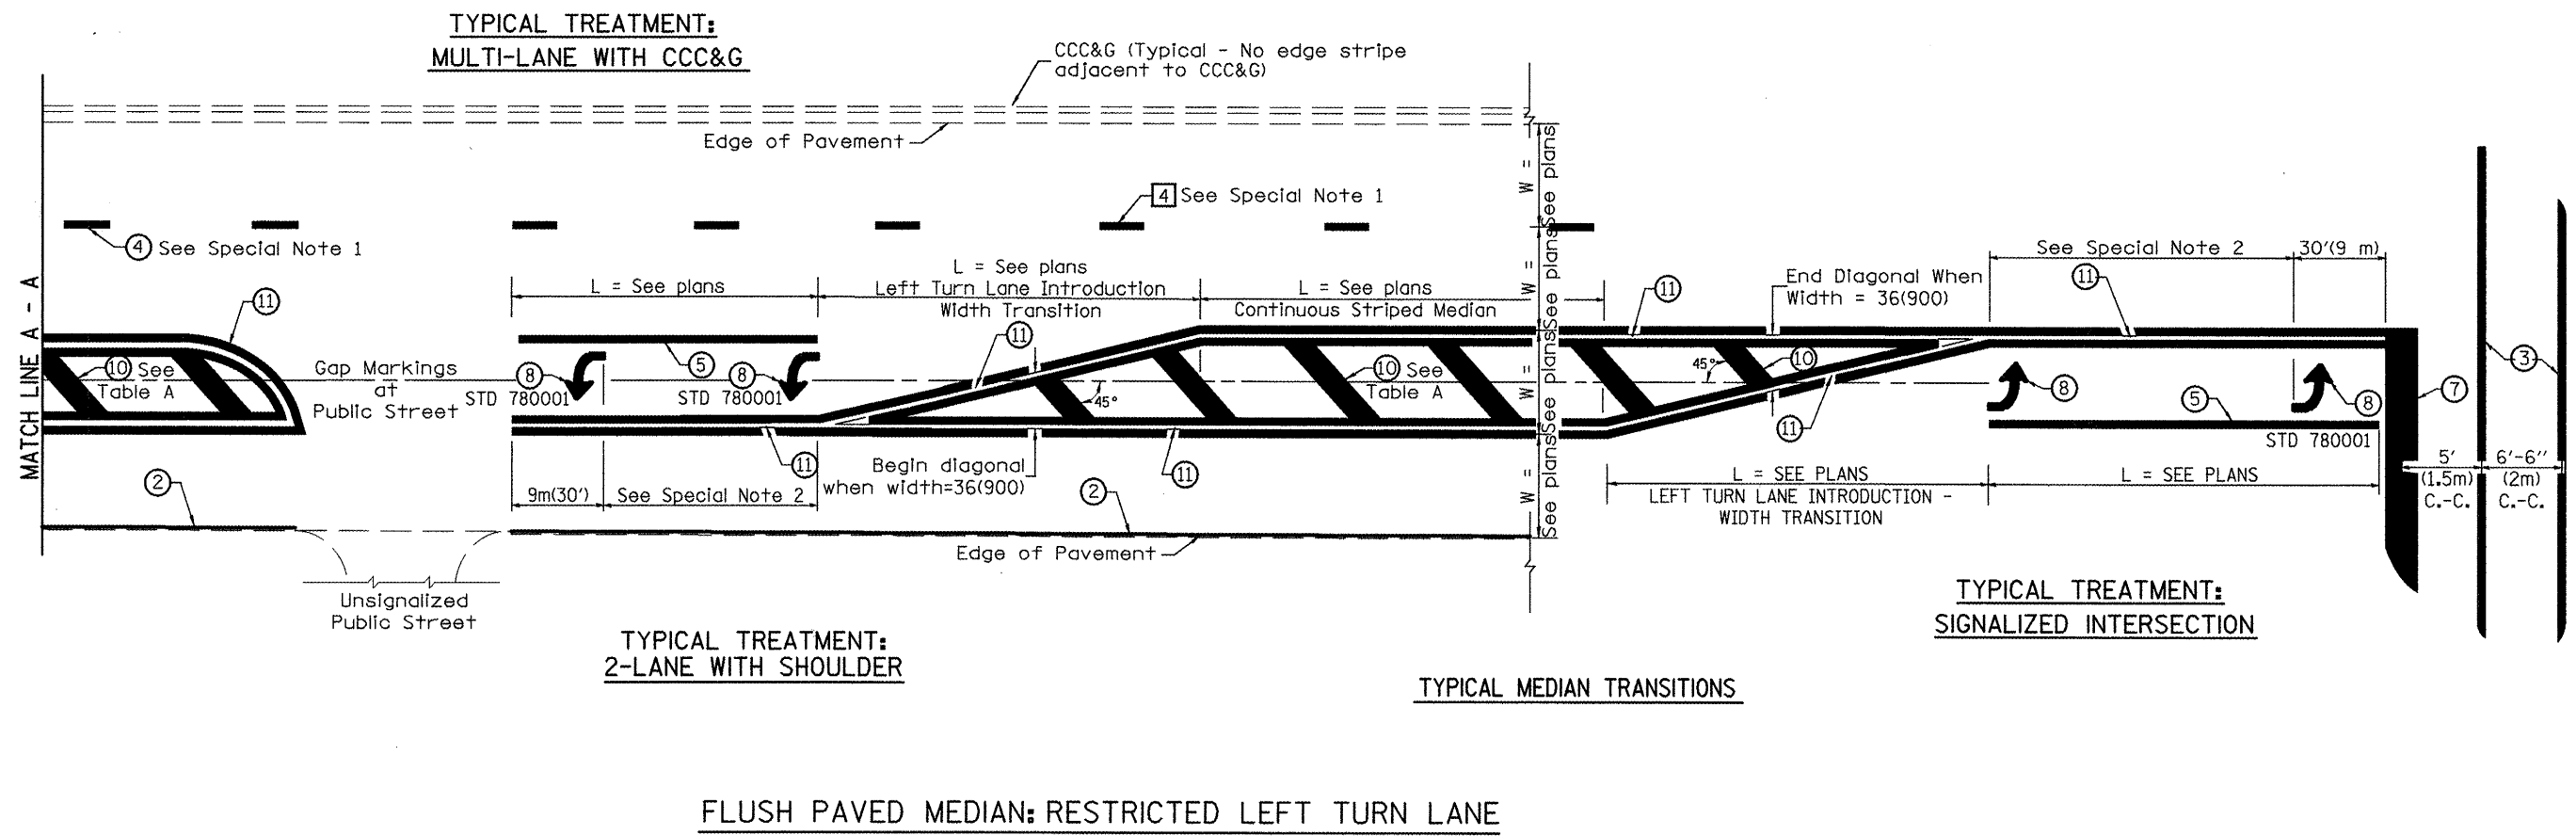 TYPICAL TREATMENT:
MULTI-LANE WITH CCC&G
CCC&G (Typical - No edge stripe
adjacent to CCC&G)
Edge of Pavement
4 See Special Note 1
4 See Special Note 1
MATCH LINE A - A
11
10 See
Table A
Gap Markings
at
Public Street
2
Unsignalized
Public Street
L = See plans
8
STD 780001
5
8
STD 780001
11
9m(30')
See Special Note 2
L = See plans
Left Turn Lane Introduction
Width Transition
11
45°
Begin diagonal
when width=36(900)
11
2
Edge of Pavement
L = See plans
Continuous Striped Median
10 See
Table A
W =
See plans
W =
See plans
W =
See plans
W =
See plans
11
End Diagonal When
Width = 36(900)
45°
10
11
See Special Note 2
30'(9 m)
11
8
8
5
STD 780001
7
3
5'
(1.5m)
C.-C.
6'-6"
(2m)
C.-C.
L = SEE PLANS
LEFT TURN LANE INTRODUCTION -
WIDTH TRANSITION
L = SEE PLANS
TYPICAL TREATMENT:
2-LANE WITH SHOULDER
TYPICAL TREATMENT:
SIGNALIZED INTERSECTION
TYPICAL MEDIAN TRANSITIONS
FLUSH PAVED MEDIAN: RESTRICTED LEFT TURN LANE